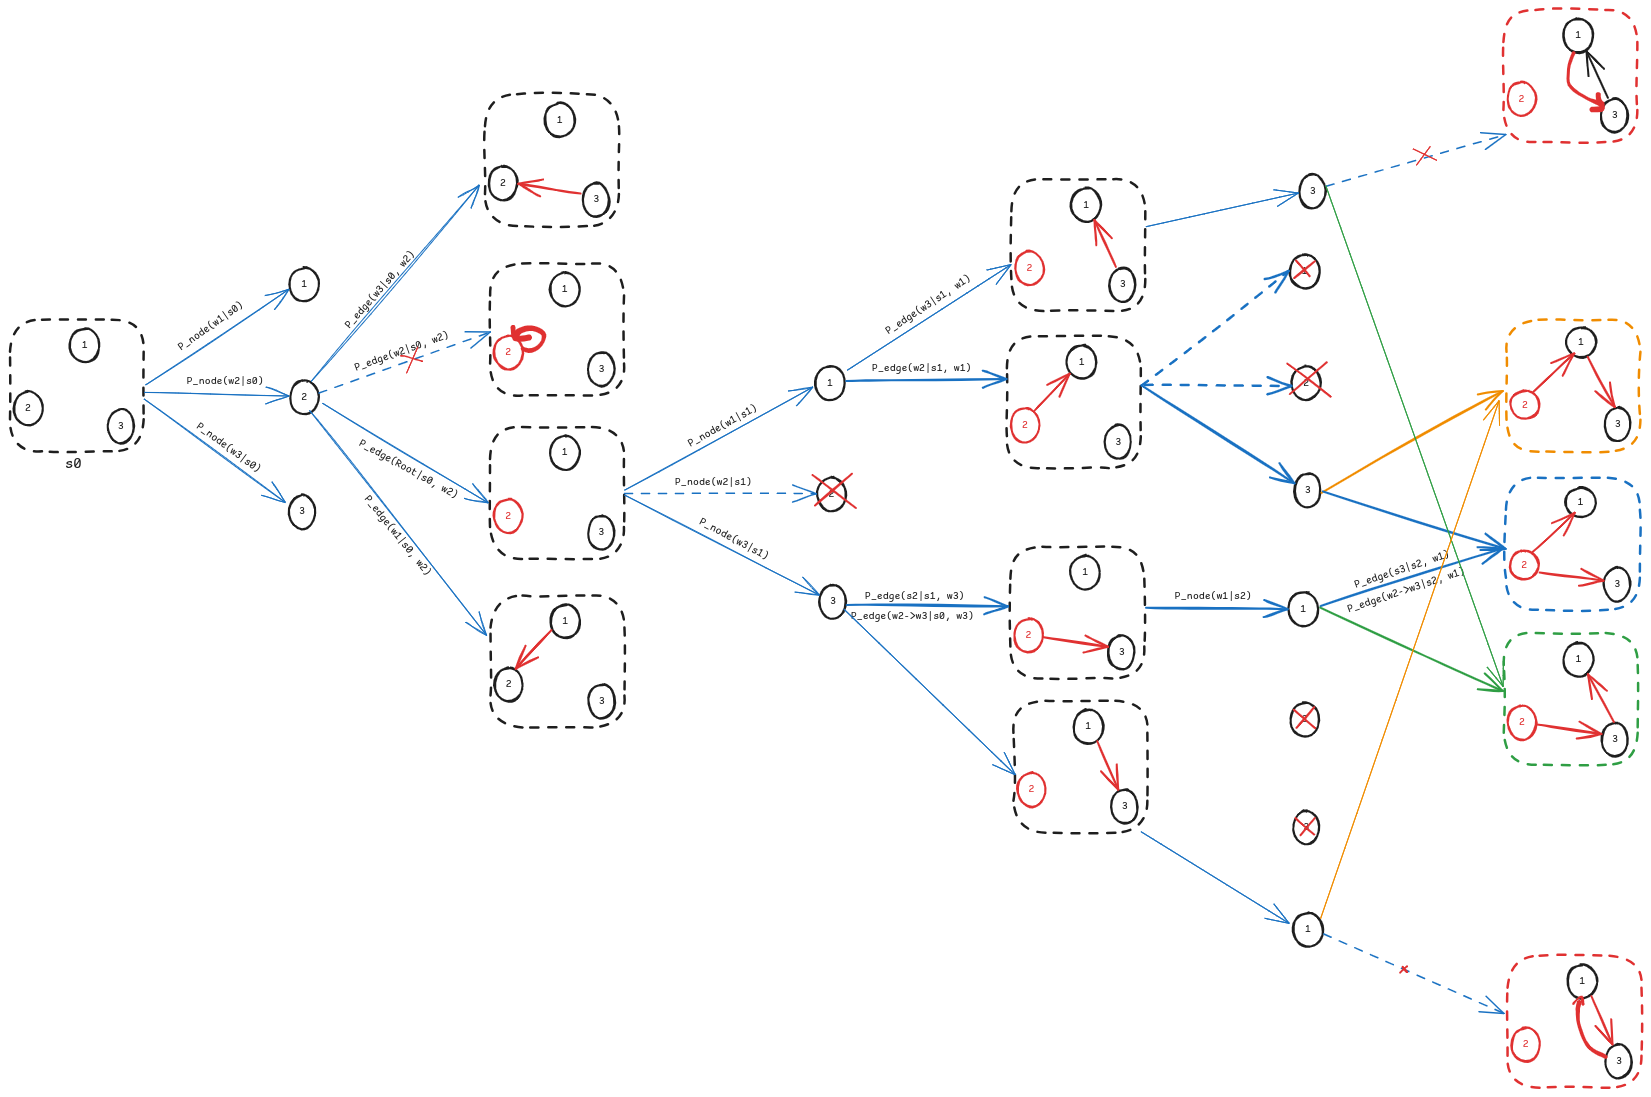 1
2
3
s0
P_node(w1|s0)
P_node(w2|s0)
P_node(w3|s0)
1
2
3
P_edge(w3|s0, w2)
P_edge(w2|s0, w2)
P_edge(Root|s0, w2)
P_edge(w1|s0, w2)
1
2
3
1
2
3
1
2
3
1
2
3
P_node(w1|s1)
P_node(w2|s1)
P_node(w3|s1)
1
2
3
P_edge(w3|s1, w1)
P_edge(w2|s1, w1)
P_edge(s2|s1, w3)
P_edge(w2->w3|s0, w3)
1
2
3
1
2
3
1
2
3
1
2
3
P_node(w1|s2)
3
2
3
1
1
P_edge(s3|s2, w1)
P_edge(w2->w3|s2, w1)
1
2
3
1
2
3
1
2
3
1
2
3
1
2
3